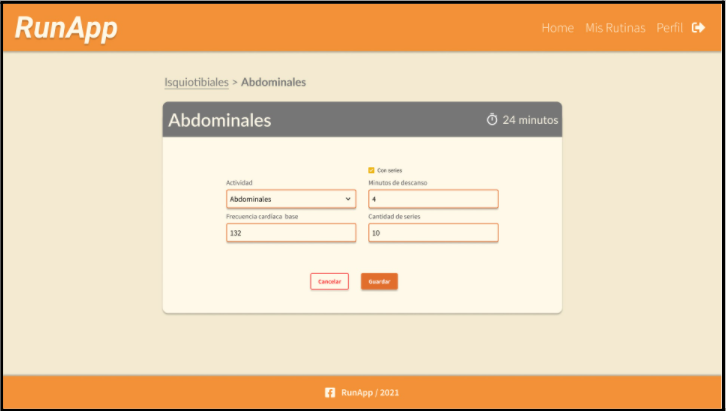 RunApp
Home Mis Rutinas Perfil
Isquiotibiales > Abdominales
Abdominales
24 minutos
Con series
Actividad
Minutos de descanso
Abdominales
4
Frecuencia cardíaca base
Cantidad de series
132
10
Cancelar
Guardar
RunApp / 2021